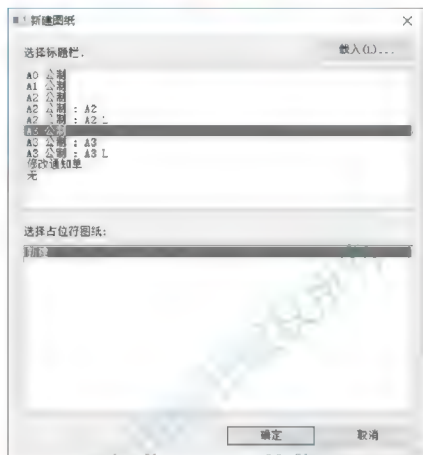 新建图纸
选择标题栏:
载入(L)...
A0 公制
A1 公制
A2 公制
A2 公制 : A2
A2 公制 : A2 L
A3 公制
A3 公制 : A3
A3 公制 : A3 L
修改通知单
无
选择占位符图纸:
新建
确定
取消